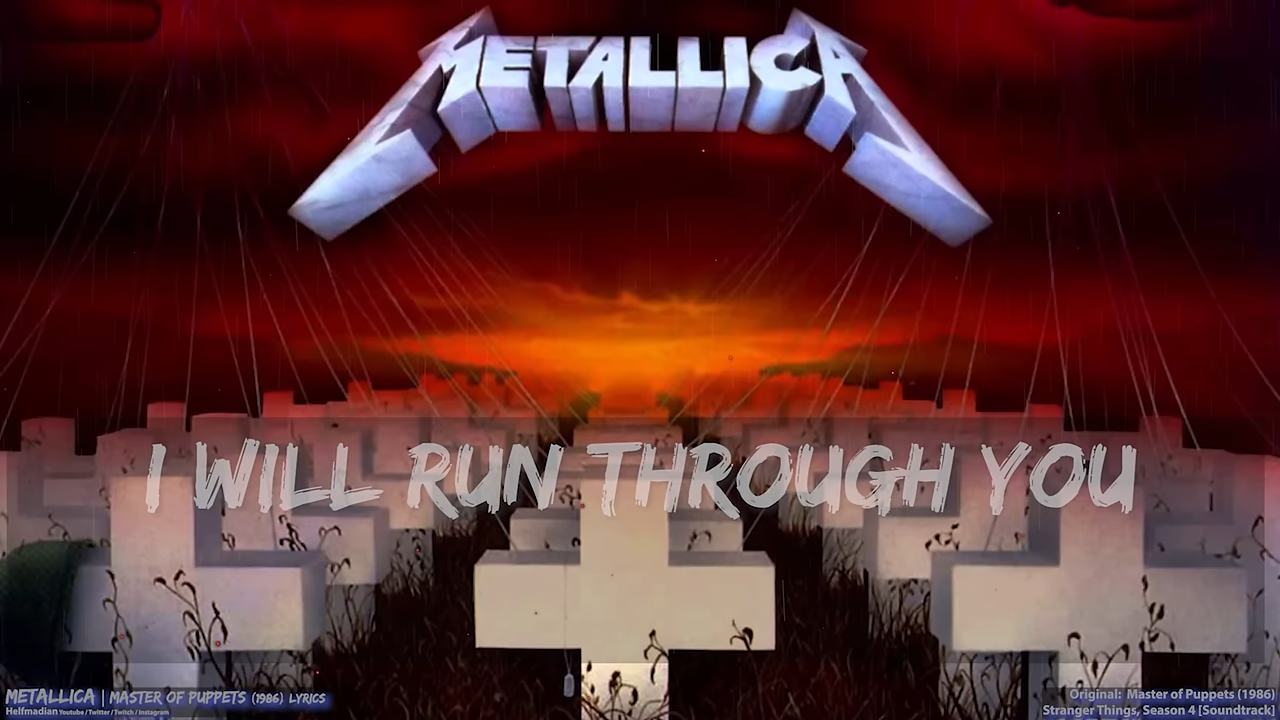 METALLICA
I WILL RUN THROUGH YOU
METALLICA | MASTER OF PUPPETS (1986) LYRICS
Helfmadian Youtube / Twitter / Twitch / Instagram
Original: Master of Puppets (1986)
Stranger Things, Season 4 [Soundtrack]